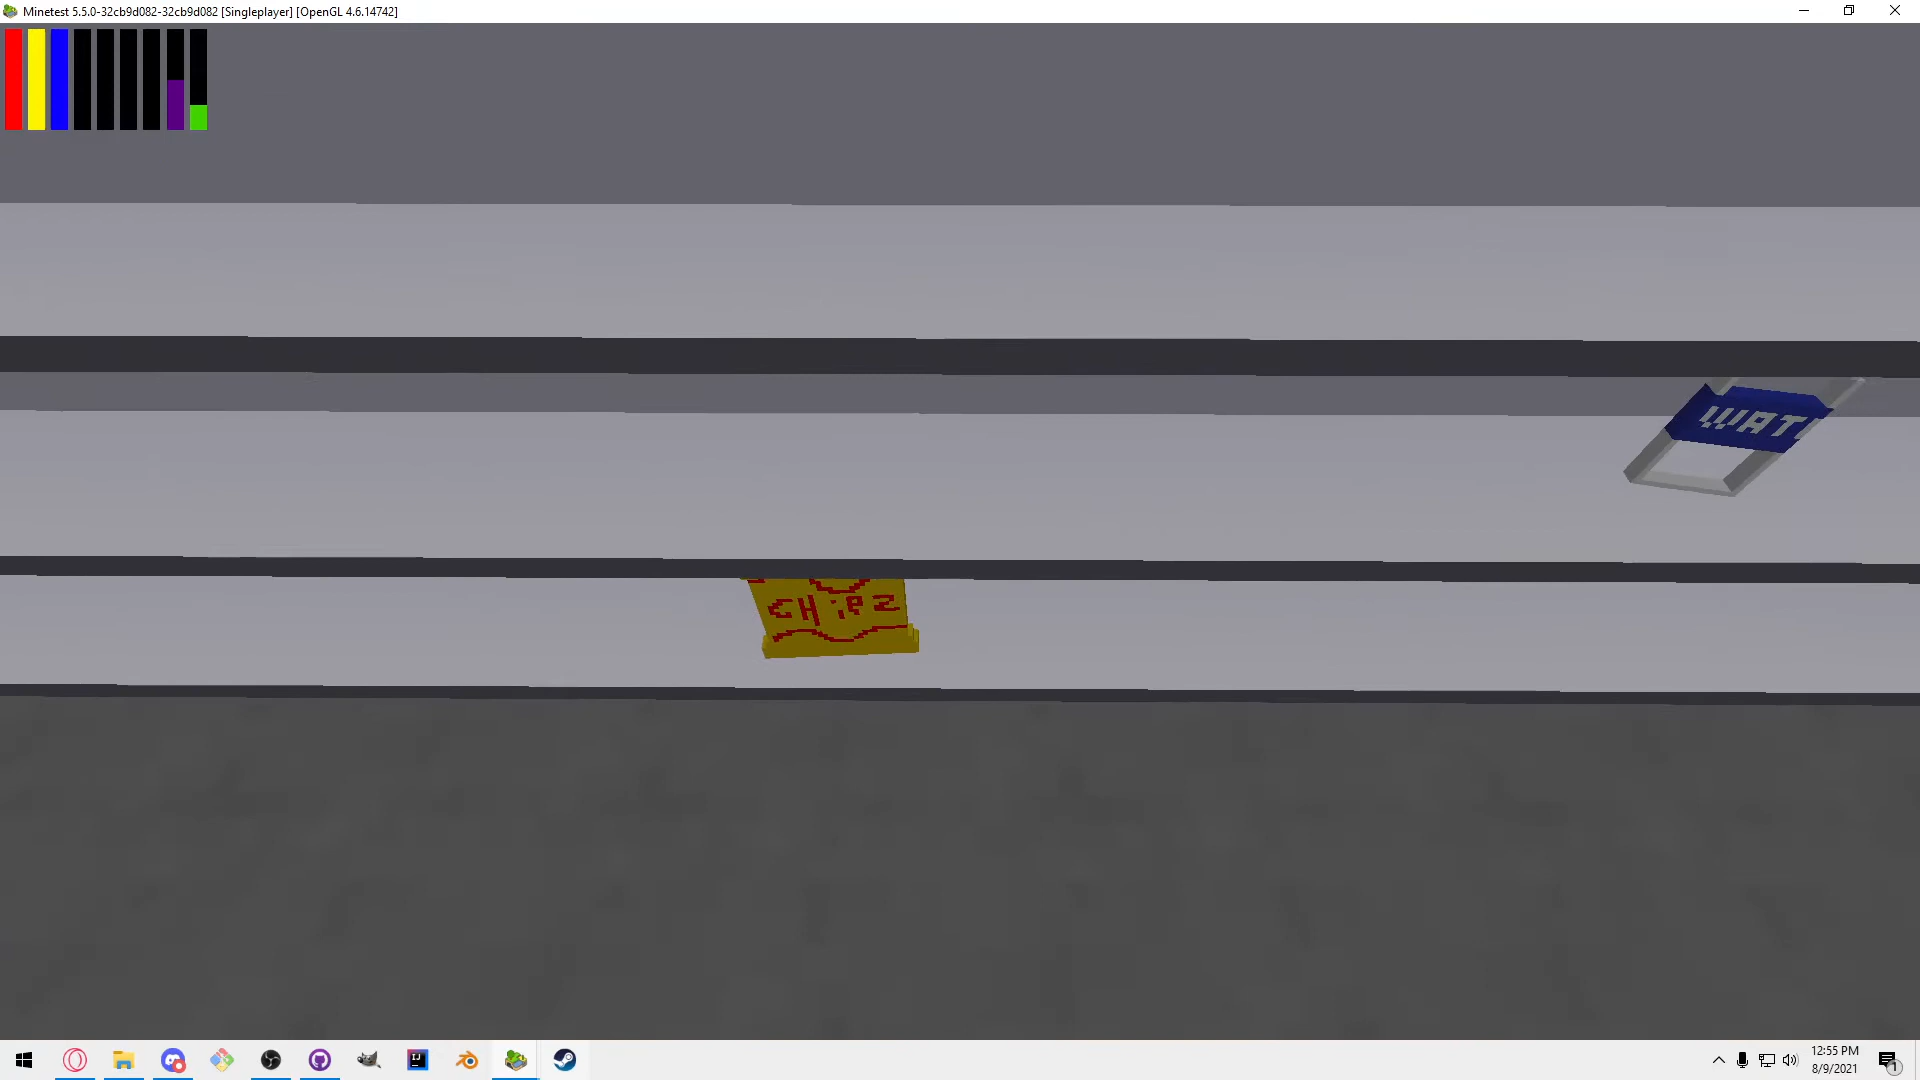 Minetest 5.5.0-32cb9d082-32cb9d082 [Singleplayer] [OpenGL 4.6.14742]
WAT
CHiPZ
12:55 PM
8/9/2021
1